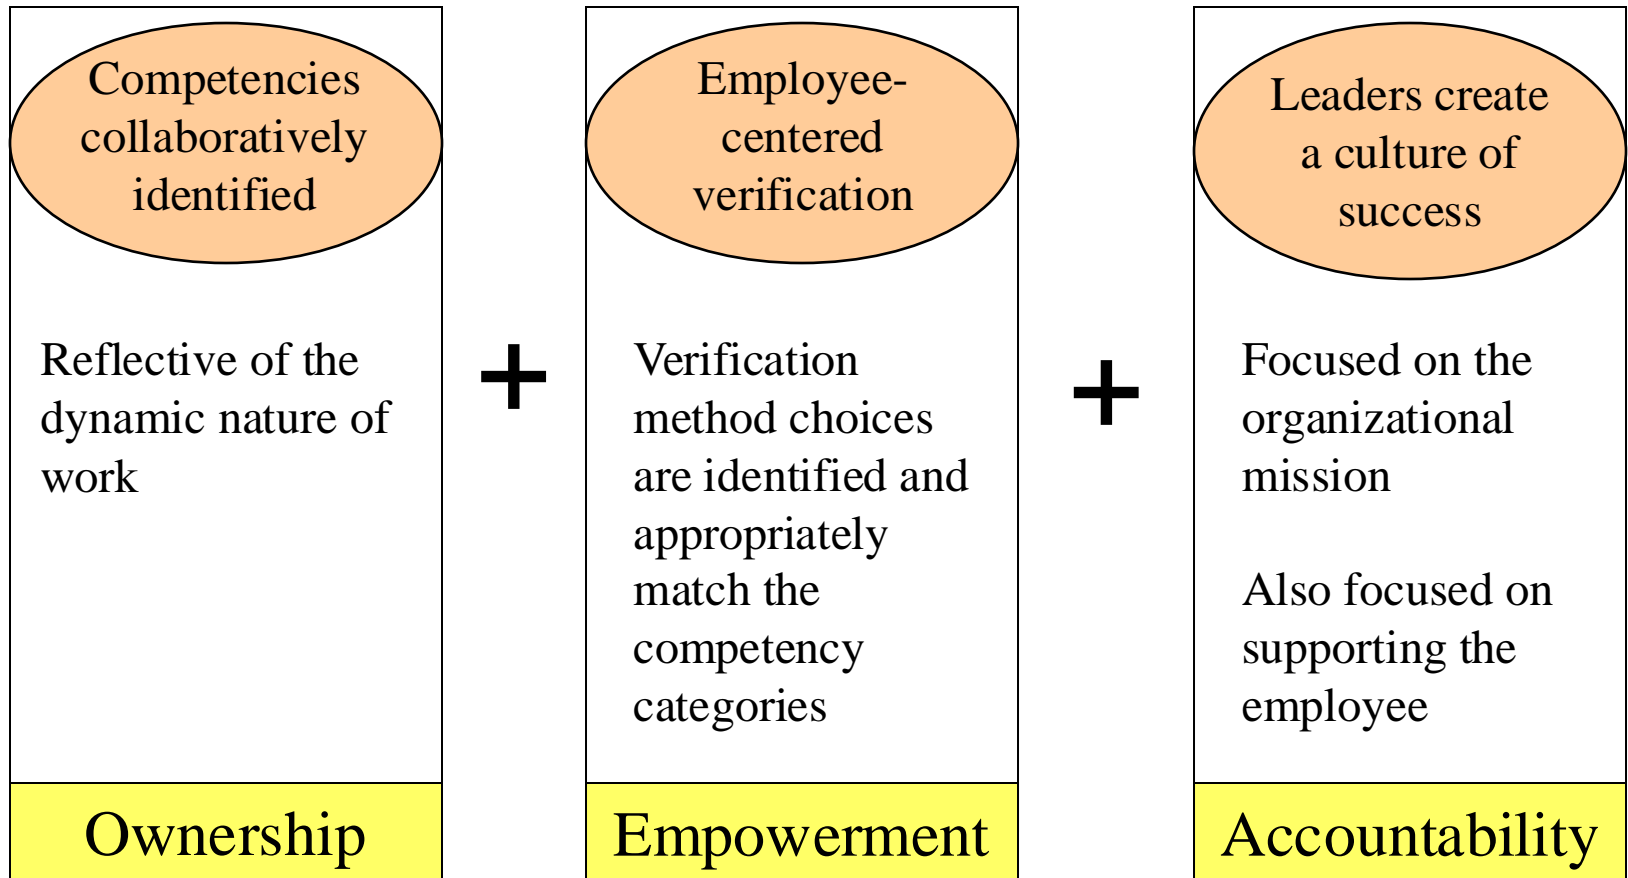 Competencies
collaboratively
identified
Reflective of the
dynamic nature of
work
Ownership
+
Employee-
centered
verification
Verification
method choices
are identified and
appropriately
match the
competency
categories
Empowerment
+
Leaders create
a culture of
success
Focused on the
organizational
mission
Also focused on
supporting the
employee
Accountability